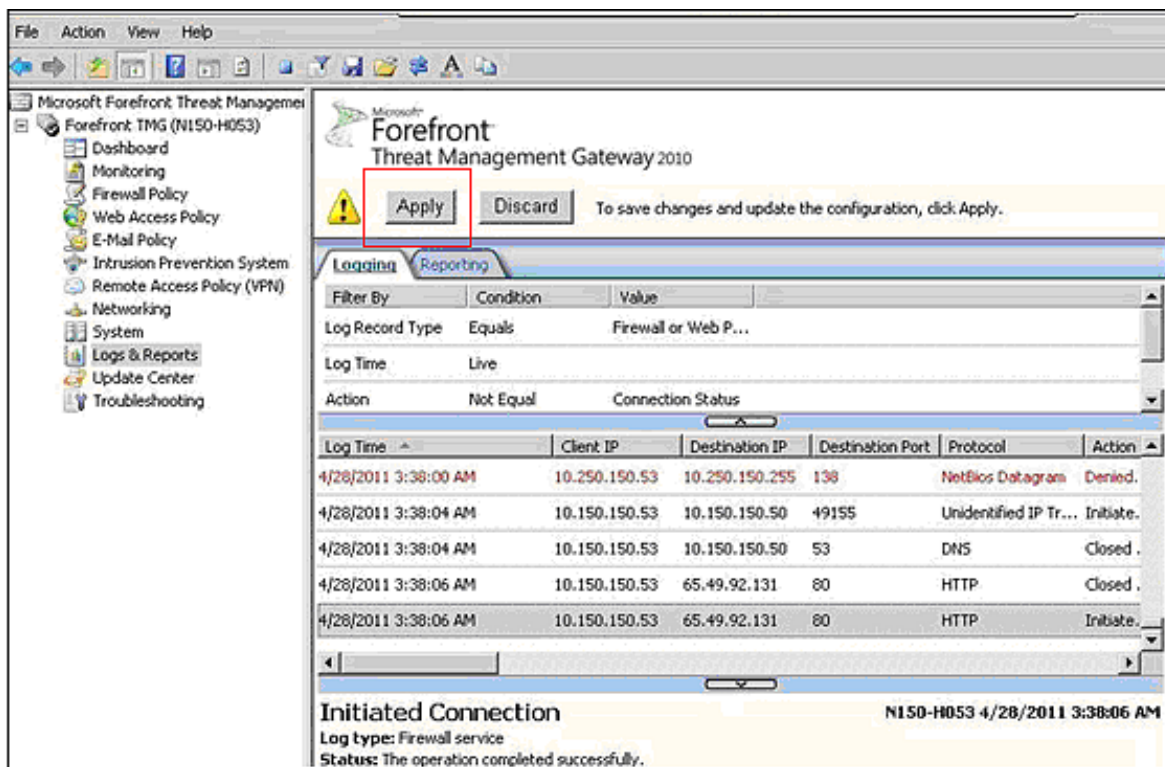 File Action View Help
Microsoft Forefront Threat Managemer
Forefront TMG (N150-H053)
Dashboard
Monitoring
Firewall Policy
Web Access Policy
E-Mail Policy
Intrusion Prevention System
Remote Access Policy (VPN)
Networking
System
Logs & Reports
Update Center
Troubleshooting
Microsoft
Forefront
Threat Management Gateway 2010
Apply Discard To save changes and update the configuration, click Apply.
Logging Reporting
Filter By Condition Value
Log Record Type Equals Firewall or Web P...
Log Time Live
Action Not Equal Connection Status
Log Time Client IP Destination IP Destination Port Protocol Action
4/28/2011 3:38:00 AM 10.250.150.53 10.250.150.255 138 NetBios Datagram Denied.
4/28/2011 3:38:04 AM 10.150.150.53 10.150.150.50 49155 Unidentified IP Tr... Initiate.
4/28/2011 3:38:04 AM 10.150.150.53 10.150.150.50 53 DNS Closed .
4/28/2011 3:38:06 AM 10.150.150.53 65.49.92.131 80 HTTP Closed .
4/28/2011 3:38:06 AM 10.150.150.53 65.49.92.131 80 HTTP Initiate.
Initiated Connection N150-H053 4/28/2011 3:38:06 AM
Log type: Firewall service
Status: The operation completed successfully.